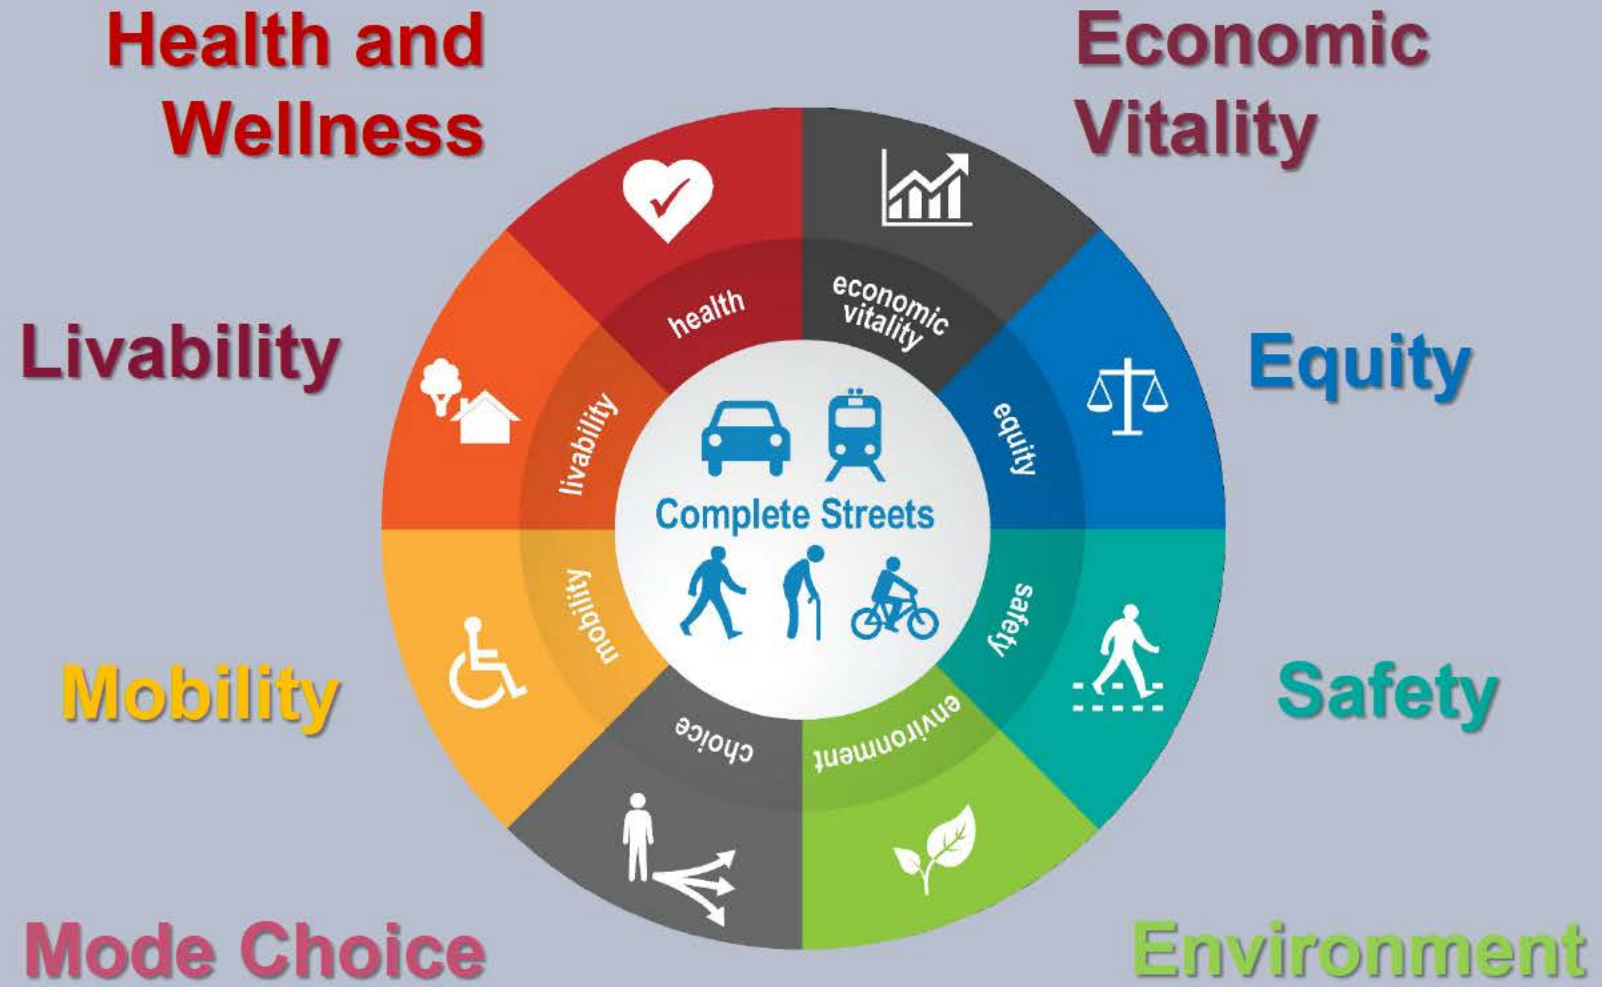 Health and
Wellness
Economic
Vitality
health
economic
vitality
Livability
livability
equity
Equity
Complete Streets
Mobility
mobility
safety
Safety
choice
environment
Mode Choice
Environment